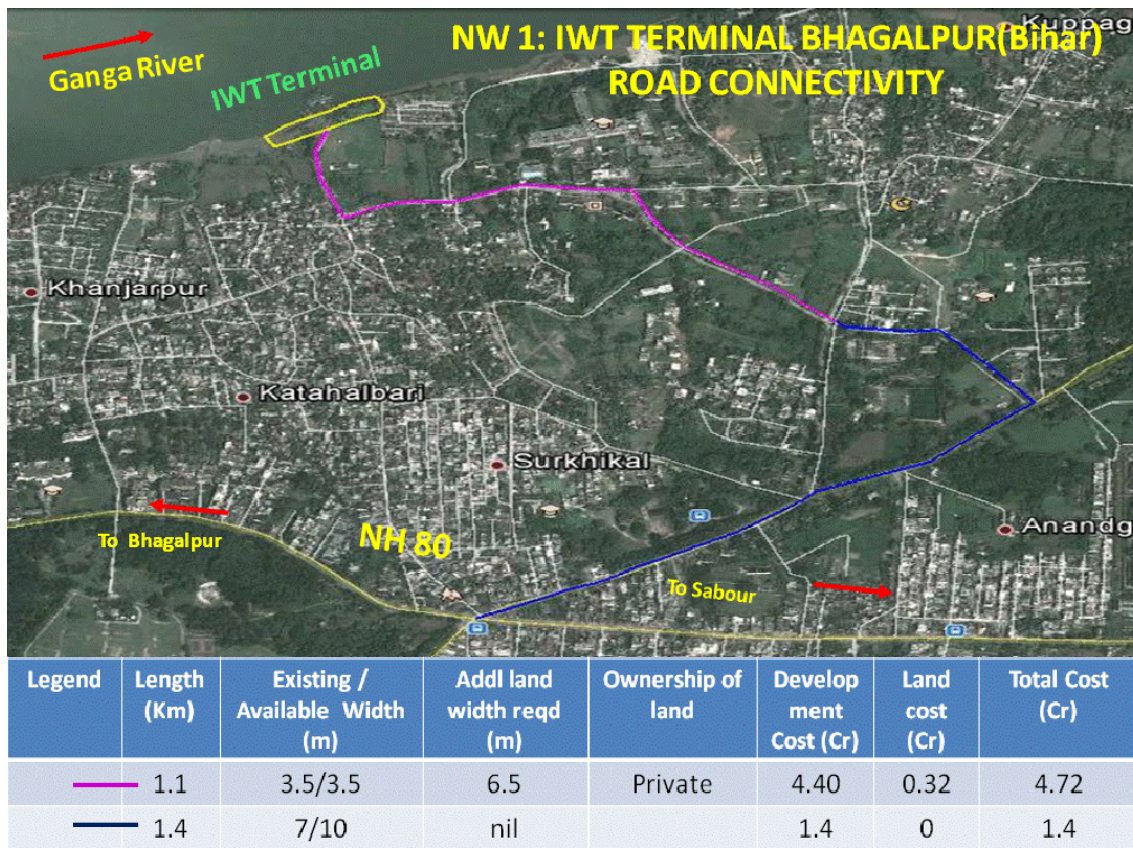 NW 1: IWT TERMINAL BHAGALPUR(Bihar)
ROAD CONNECTIVITY
Kuppag
Ganga River
IWT Terminal
Khanjarpur
Katahalbari
Surkhikal
Anandg
To Bhagalpur
NH 80
To Sabour
Legend Length (Km) Existing / Available Width (m) Addl land width reqd (m) Ownership of land Develop ment Cost (Cr) Land cost (Cr) Total Cost (Cr)
1.1 3.5/3.5 6.5 Private 4.40 0.32 4.72
1.4 7/10 nil 1.4 0 1.4